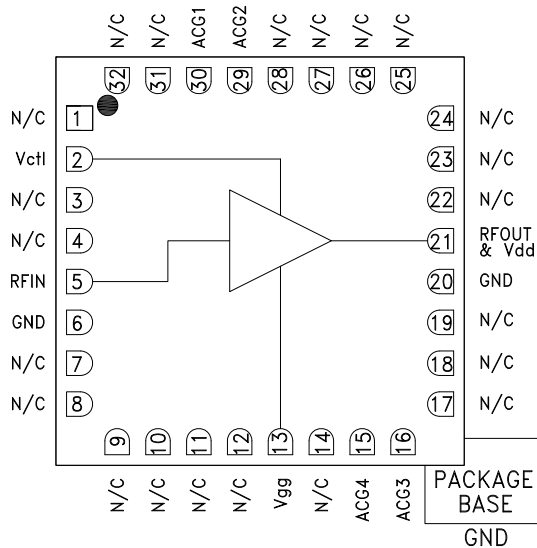 N/C N/C ACG1 ACG2 N/C N/C N/C N/C
32 31 30 29 28 27 26 25
N/C 1 24 N/C
Vctl 2 23 N/C
N/C 3 22 N/C
N/C 4 21 RFOUT
& Vdd
RFIN 5 20 GND
GND 6 19 N/C
N/C 7 18 N/C
N/C 8 17 N/C
9 10 11 12 13 14 15 16
N/C N/C N/C N/C Vgg N/C ACG4 ACG3
PACKAGE
BASE
GND